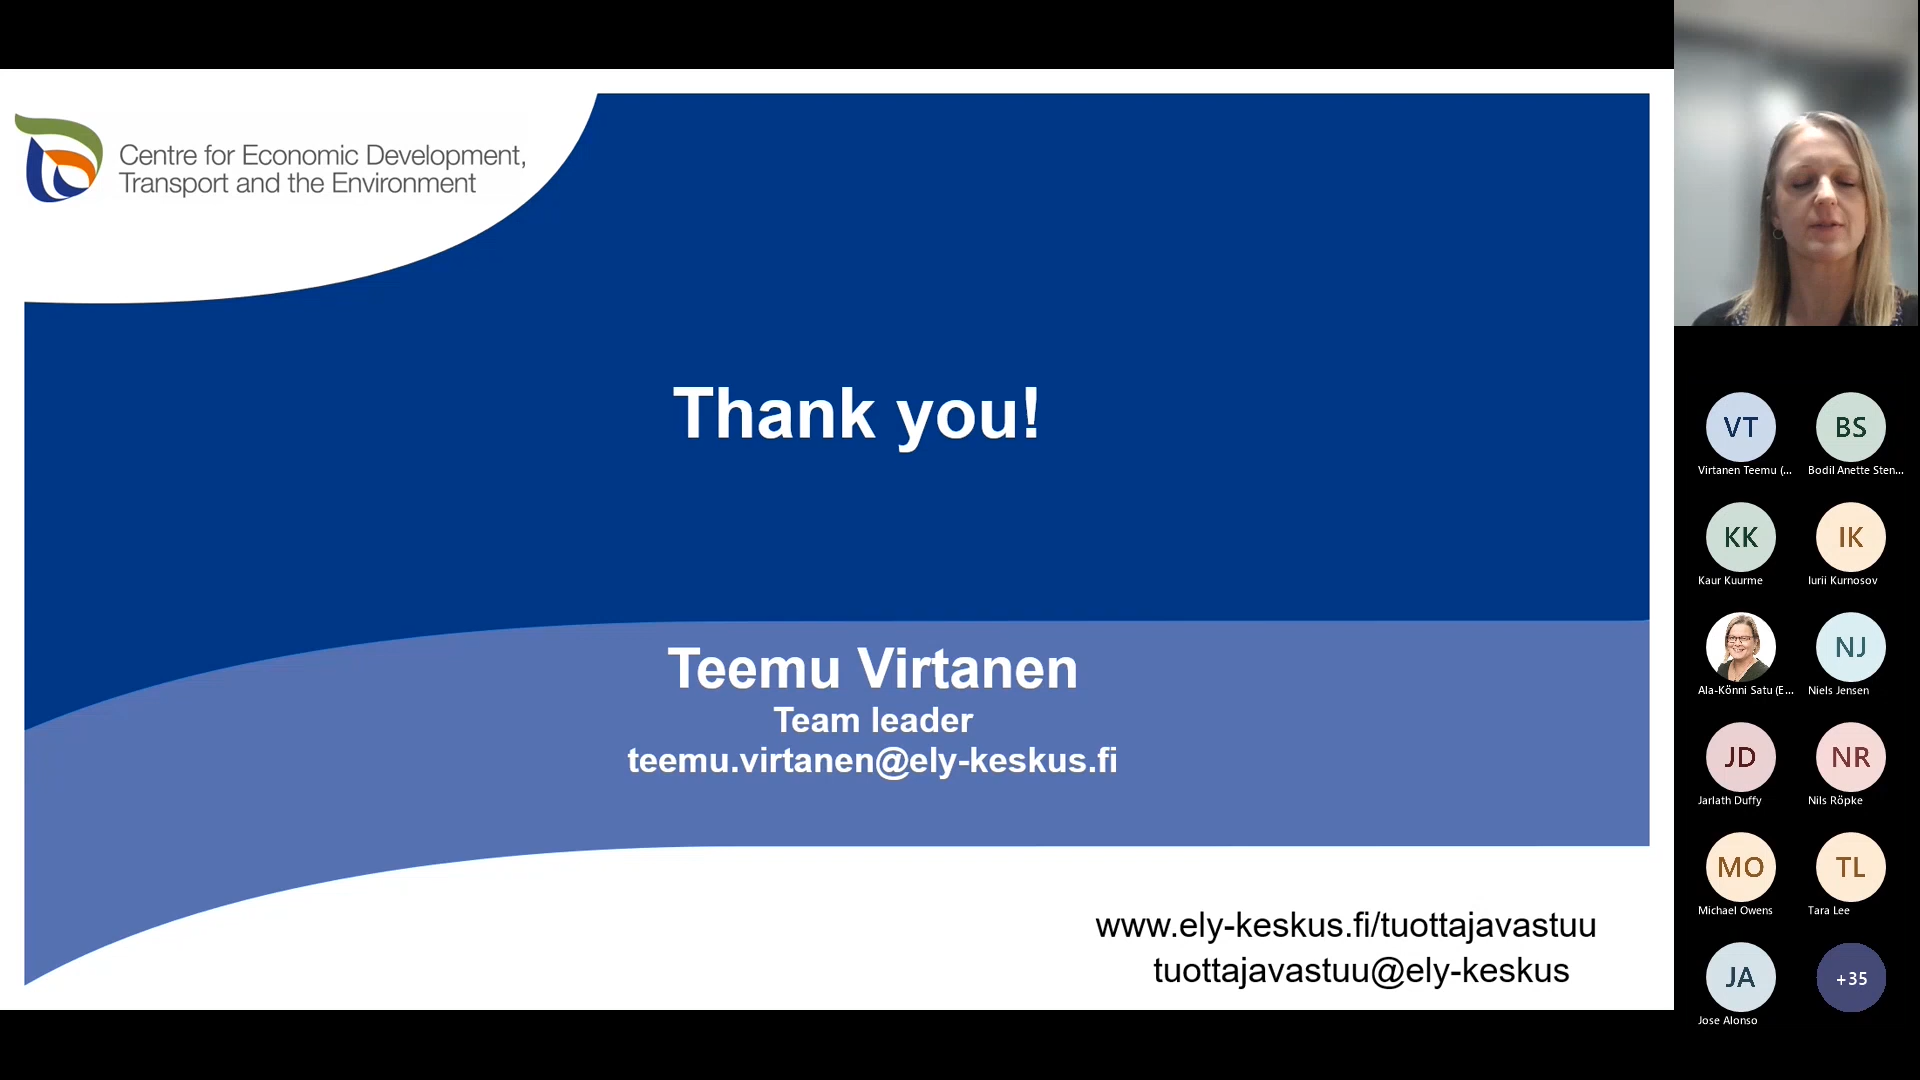 Centre for Economic Development,
Transport and the Environment
Thank you!
Teemu Virtanen
Team leader
teemu.virtanen@ely-keskus.fi
www.ely-keskus.fi/tuottajavastuu
tuottajavastuu@ely-keskus
VT
BS
Virtanen Teemu (...
Bodil Anette Sten...
KK
IK
Kaur Kuurme
Iurii Kurnosov
NJ
Ala-Könni Satu (E...
Niels Jensen
JD
NR
Jarlath Duffy
Nils Röpke
MO
TL
Michael Owens
Tara Lee
JA
+35
Jose Alonso